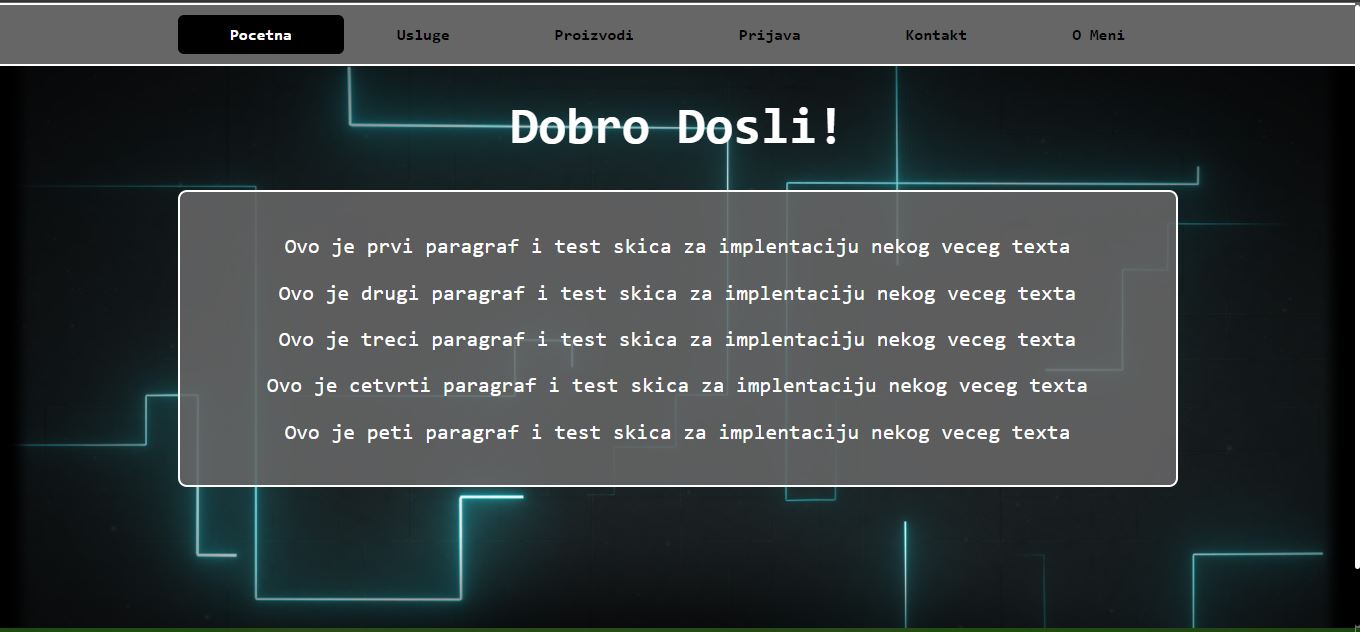 Pocetna Usluge Proizvodi Prijava Kontakt O Meni
Dobro Dosli!
Ovo je prvi paragraf i test skica za implentaciju nekog veceg texta
Ovo je drugi paragraf i test skica za implentaciju nekog veceg texta
Ovo je treci paragraf i test skica za implentaciju nekog veceg texta
Ovo je cetvrti paragraf i test skica za implentaciju nekog veceg texta
Ovo je peti paragraf i test skica za implentaciju nekog veceg texta